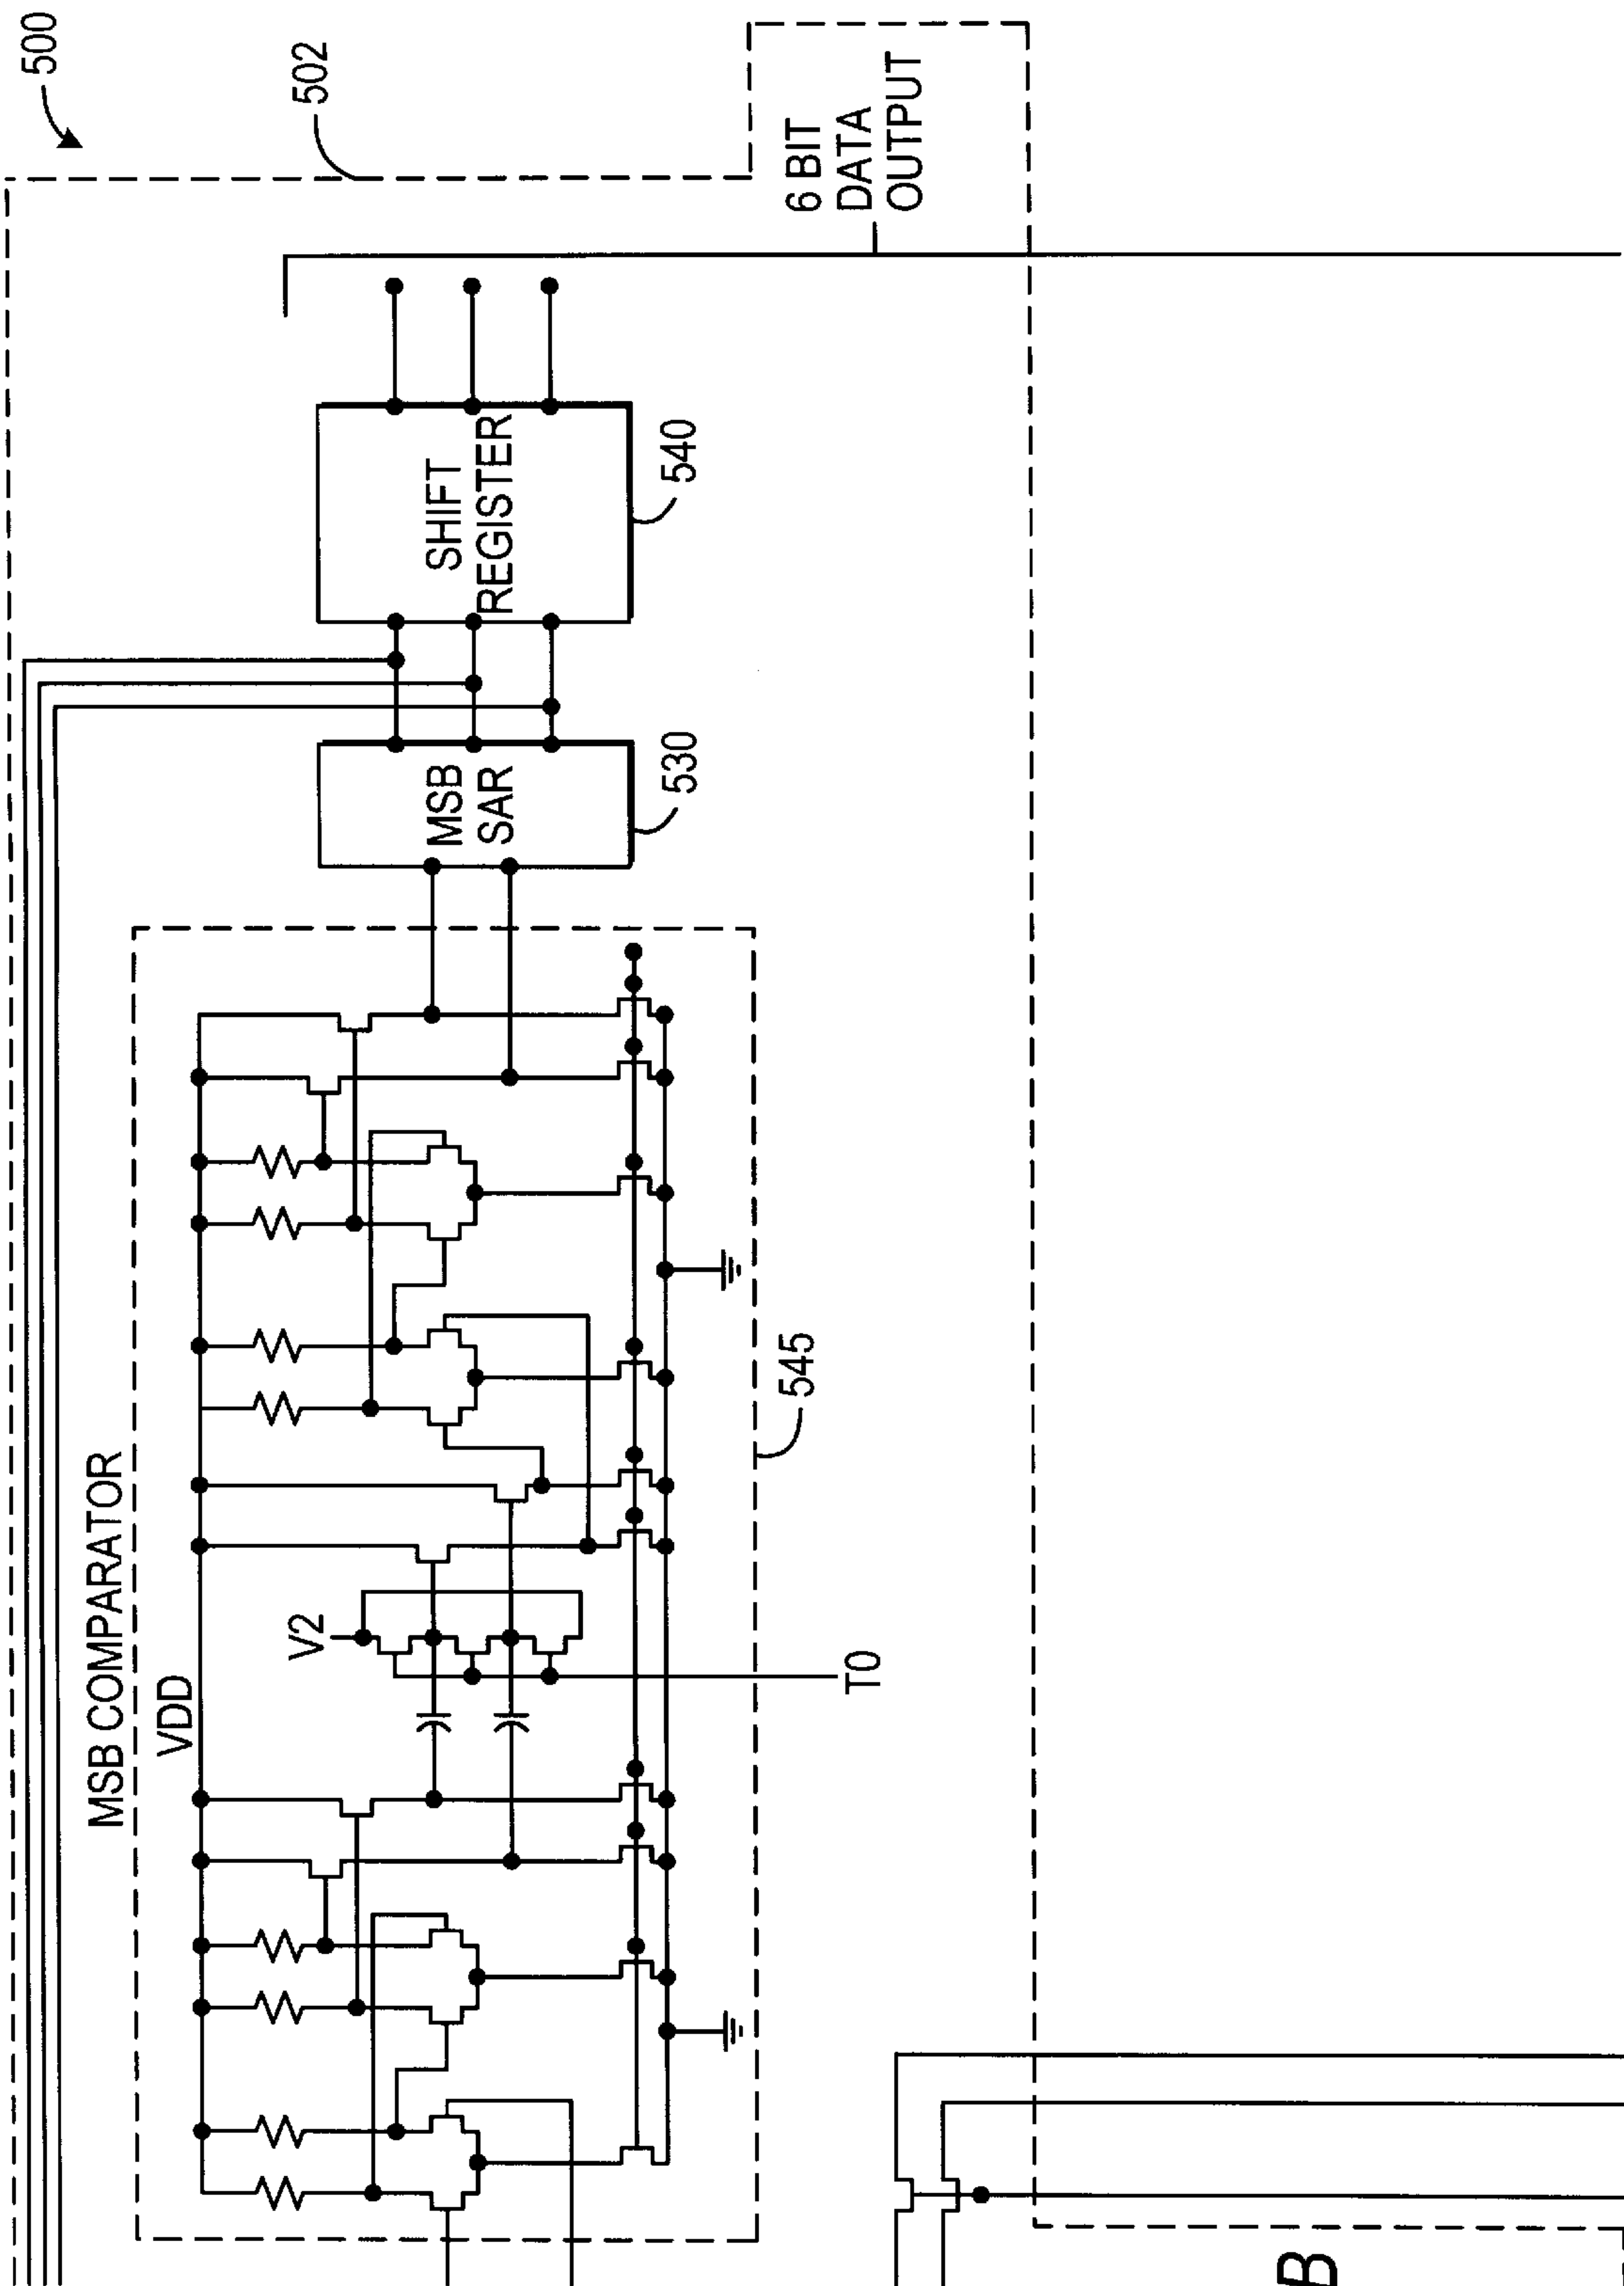 500
502
6 BIT
DATA
OUTPUT
SHIFT
REGISTER
540
MSB
SAR
530
MSB COMPARATOR
VDD
V2
T0
545
B